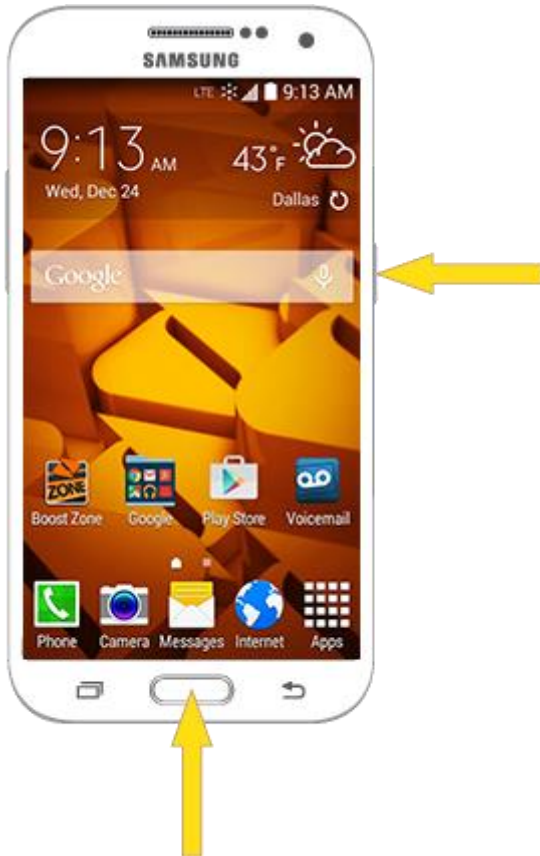 SAMSUNG
LTE 9:13 AM
9:13 AM
43°F
Wed, Dec 24
Dallas
Google
ZONE
Boost Zone Google Play Store Voicemail
Phone Camera Messages Internet Apps